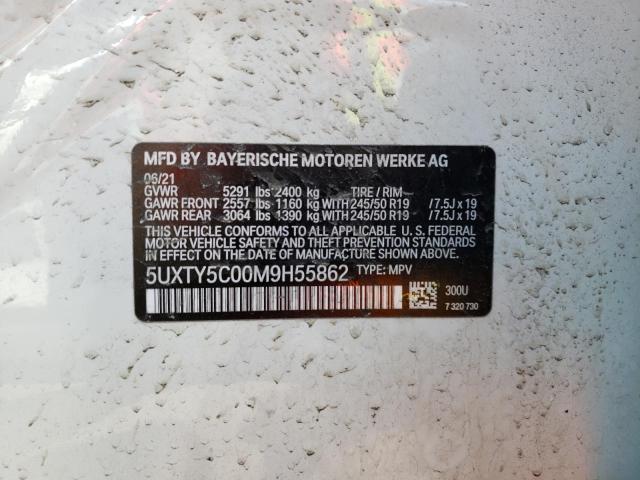 MFD BY BAYERISCHE MOTOREN WERKE AG
06/21
GVWR 5291 lbs 2400 kg TIRE / RIM
GAWR FRONT 2557 lbs 1160 kg WITH 245/50 R19 /7.5J x 19
GAWR REAR 3064 lbs 1390 kg WITH 245/50 R19 /7.5J x 19
THIS VEHICLE CONFORMS TO ALL APPLICABLE U. S. FEDERAL
MOTOR VEHICLE SAFETY AND THEFT PREVENTION STANDARDS
IN EFFECT ON THE DATE OF MANUFACTURE SHOWN ABOVE.
5UXTY5C00M9H55862 TYPE: MPV
300U
7 320 730